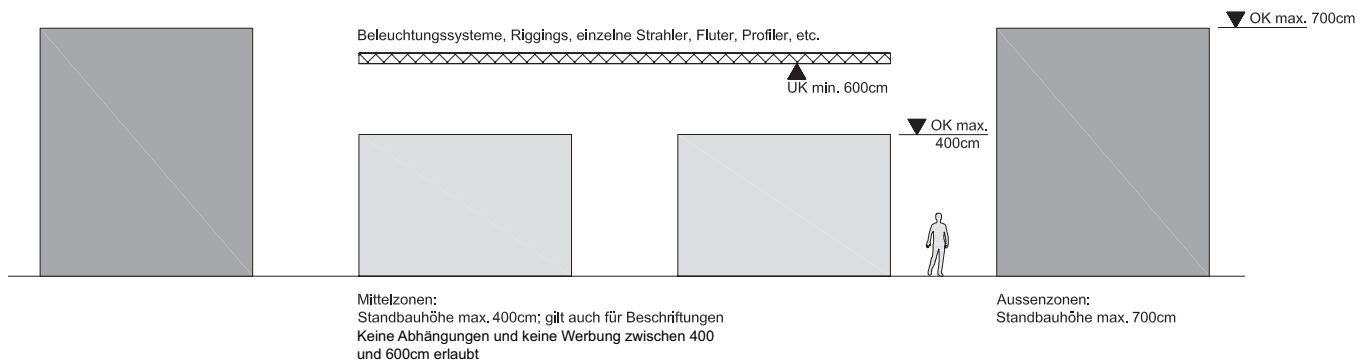 OK max. 700cm
Beleuchtungssysteme, Riggings, einzelne Strahler, Fluter, Profiler, etc.
UK min. 600cm
OK max.
400cm
Mittelzonen:
Standbauhöhe max. 400cm; gilt auch für Beschriftungen
Keine Abhängungen und keine Werbung zwischen 400
und 600cm erlaubt
Aussenzonen:
Standbauhöhe max. 700cm